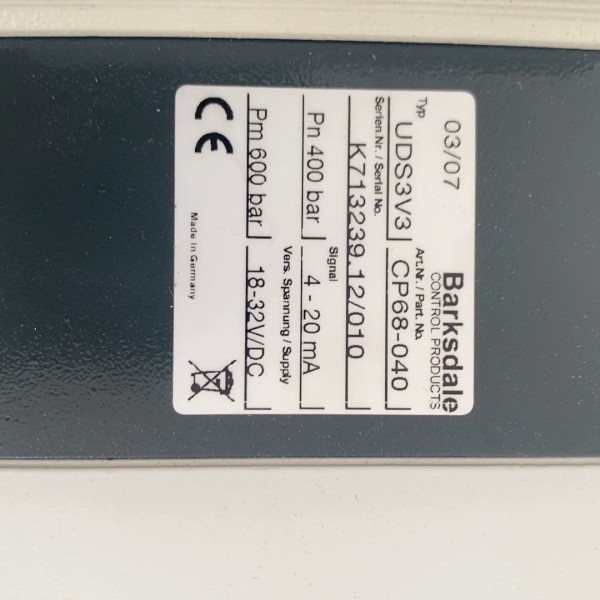 03/07
Barksdale
CONTROL PRODUCTS
Typ Art.Nr. / Part. No.
UDS3V3 CP68-040
Serien.Nr. / Serial No.
K713239.12/010
Signal
Pn 400 bar 4 - 20 mA
Vers. Spannung / Supply
Pm 600 bar 18-32V/DC
CE Made in Germany